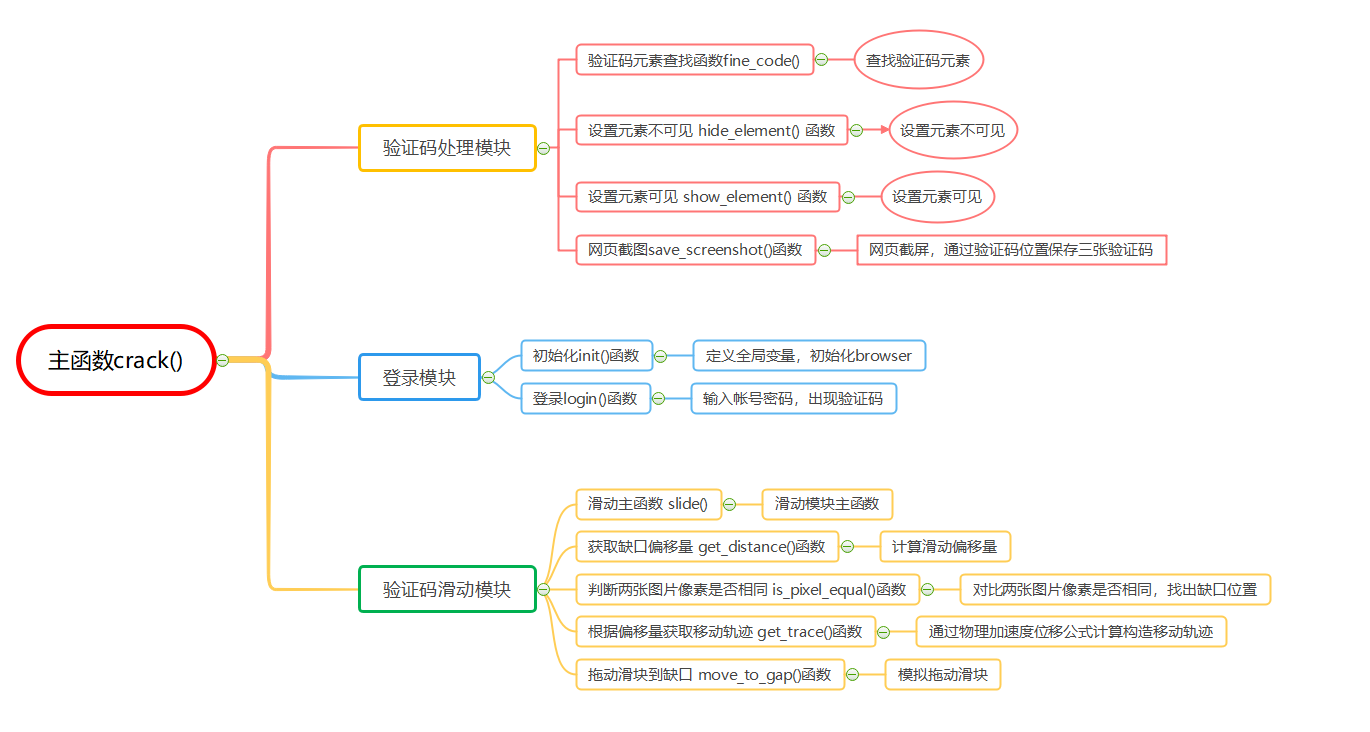 验证码元素查找函数fine_code()
查找验证码元素
设置元素不可见 hide_element() 函数
设置元素不可见
验证码处理模块
设置元素可见 show_element() 函数
设置元素可见
网页截图save_screenshot()函数
网页截屏，通过验证码位置保存三张验证码
主函数crack()
登录模块
初始化init()函数
定义全局变量，初始化browser
登录login()函数
输入帐号密码，出现验证码
验证码滑动模块
滑动主函数 slide()
滑动模块主函数
获取缺口偏移量 get_distance()函数
计算滑动偏移量
判断两张图片像素是否相同 is_pixel_equal()函数
对比两张图片像素是否相同，找出缺口位置
根据偏移量获取移动轨迹 get_trace()函数
通过物理加速度位移公式计算构造移动轨迹
拖动滑块到缺口 move_to_gap()函数
模拟拖动滑块